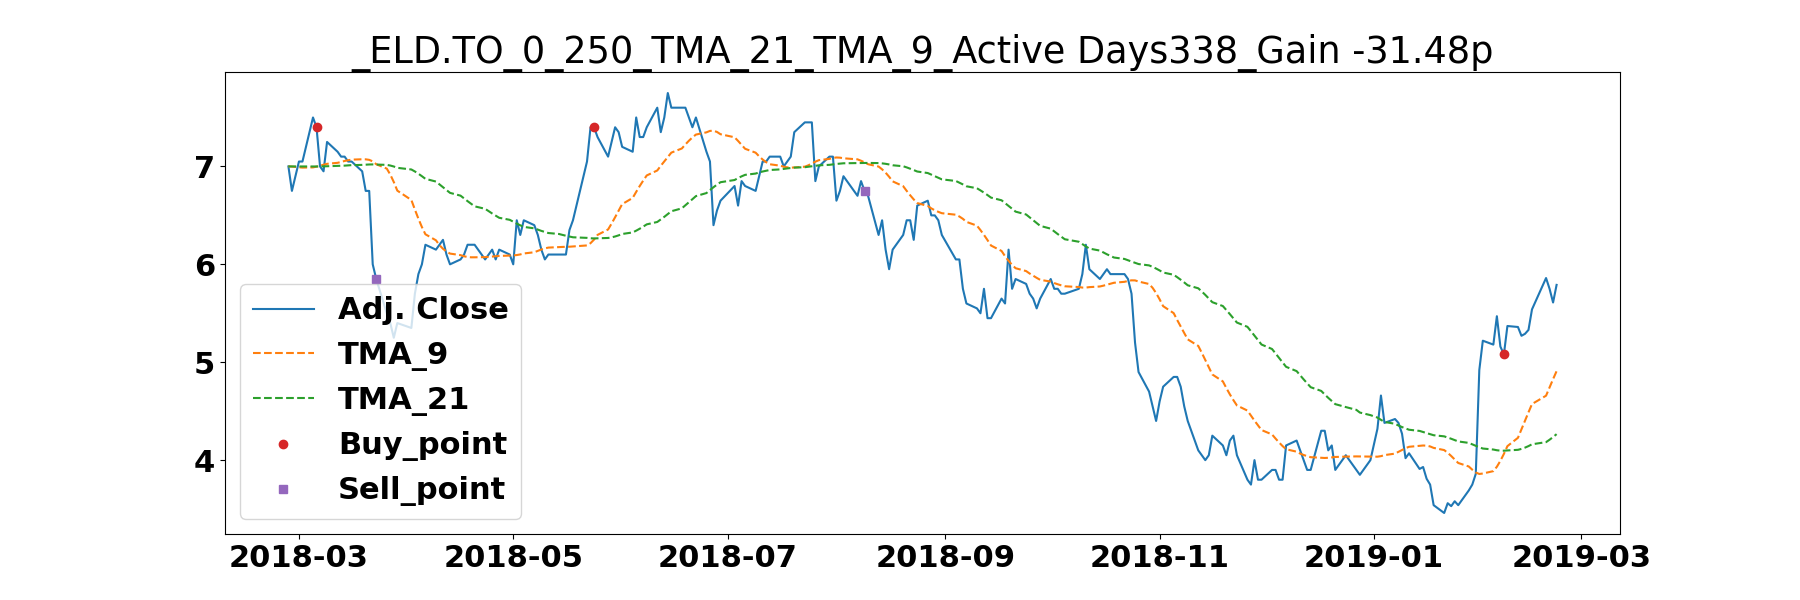 _ELD.TO_0_250_TMA_21_TMA_9_Active Days338_Gain -31.48p
7
6
5
4
Adj. Close
TMA_9
TMA_21
Buy_point
Sell_point
2018-03 2018-05 2018-07 2018-09 2018-11 2019-01 2019-03